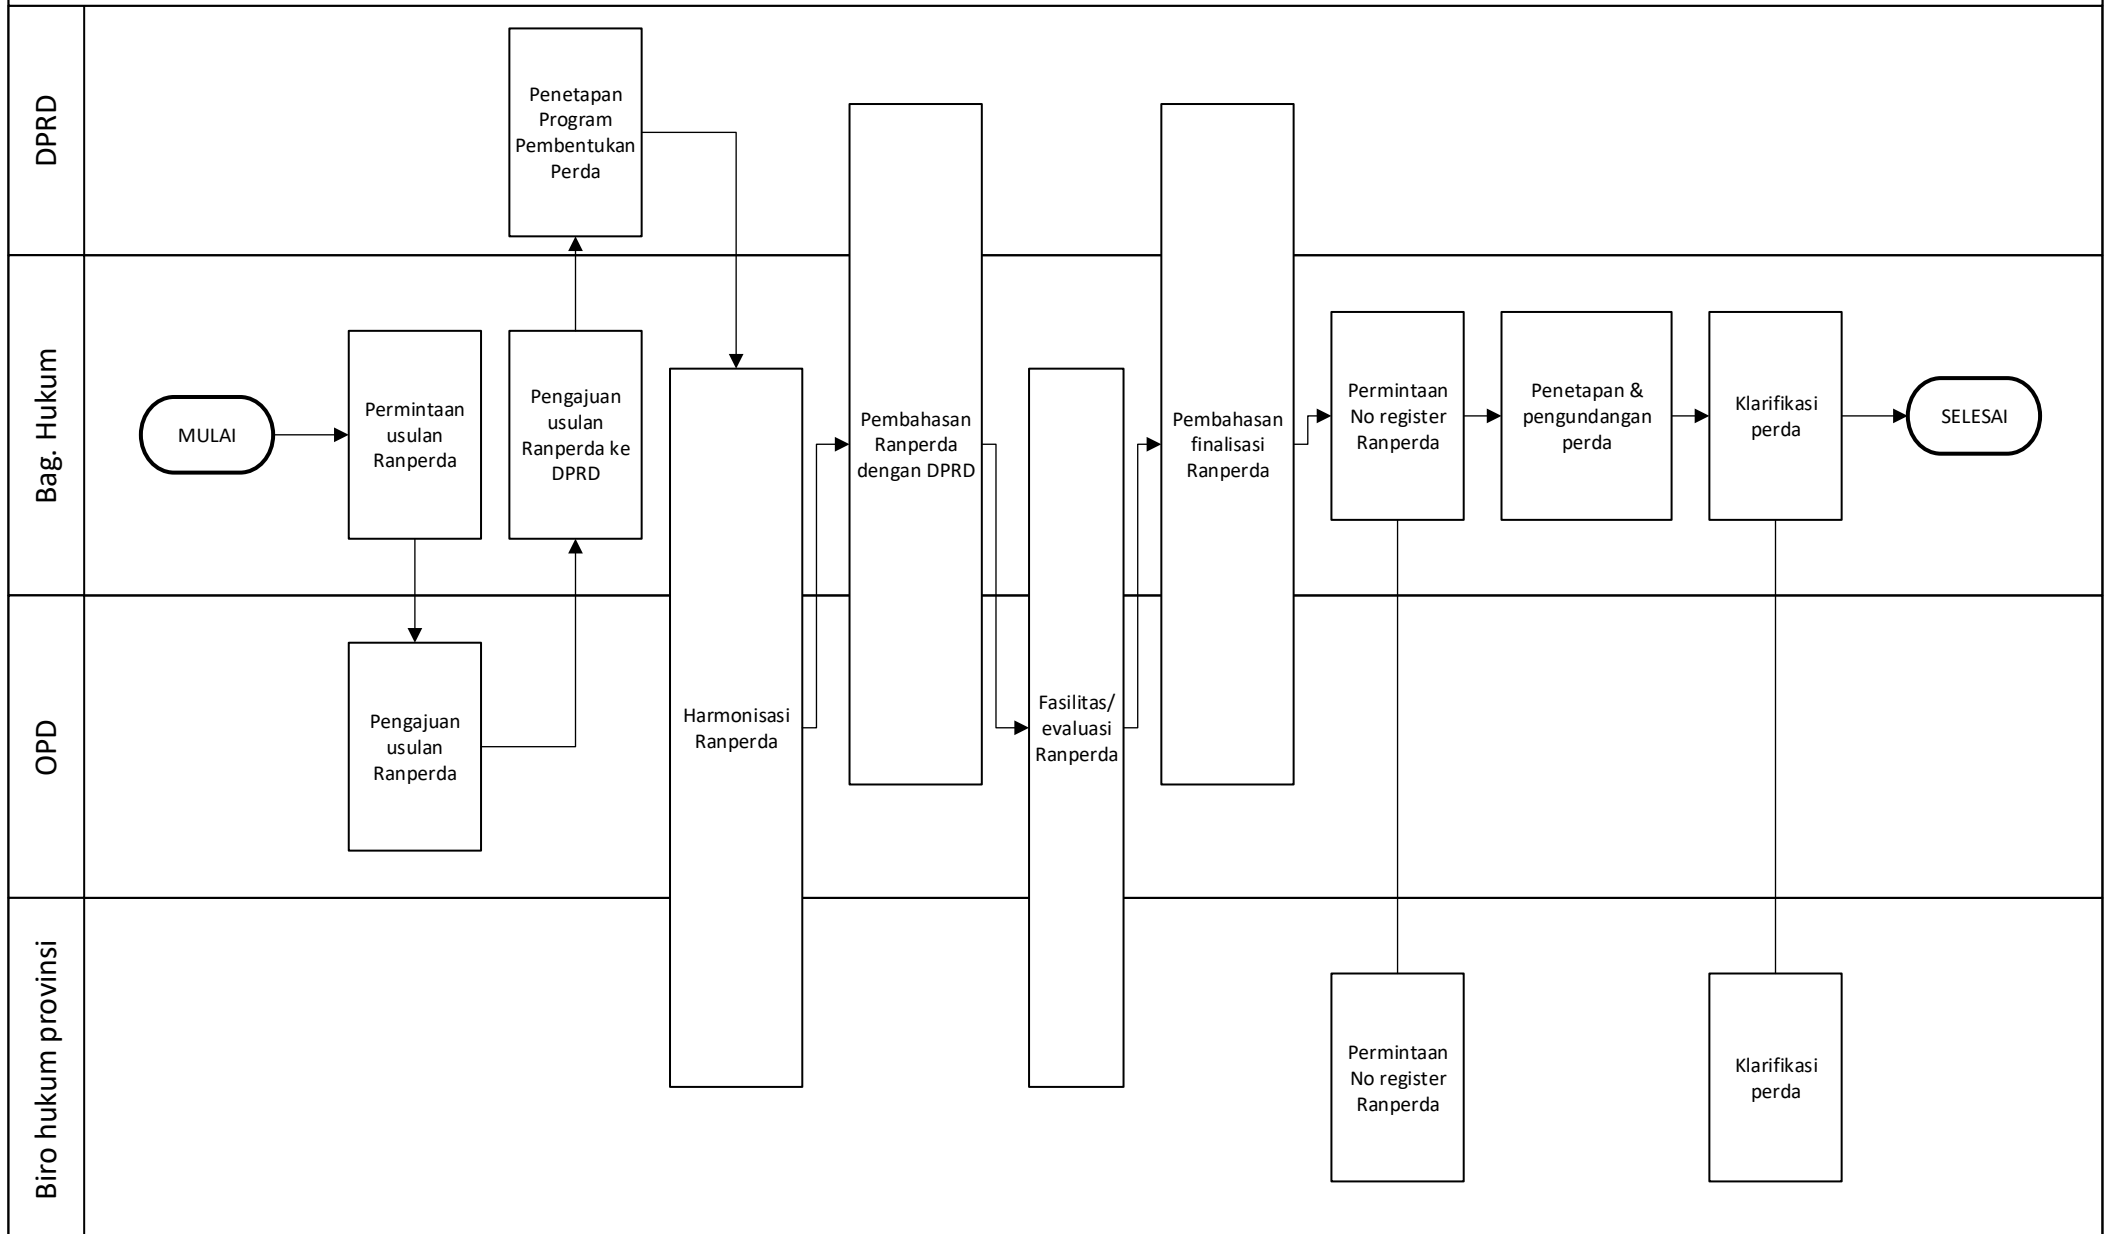 DPRD
Penetapan
Program
Pembentukan
Perda
Bag. Hukum
MULAI
Permintaan
usulan
Ranperda
Pengajuan
usulan
Ranperda ke
DPRD
Pembahasan
Ranperda
dengan DPRD
Pembahasan
finalisasi
Ranperda
Permintaan
No register
Ranperda
Penetapan &
pengundangan
perda
Klarifikasi
perda
SELESAI
OPD
Pengajuan
usulan
Ranperda
Harmonisasi
Ranperda
Fasilitas/
evaluasi
Ranperda
Biro hukum provinsi
Permintaan
No register
Ranperda
Klarifikasi
perda